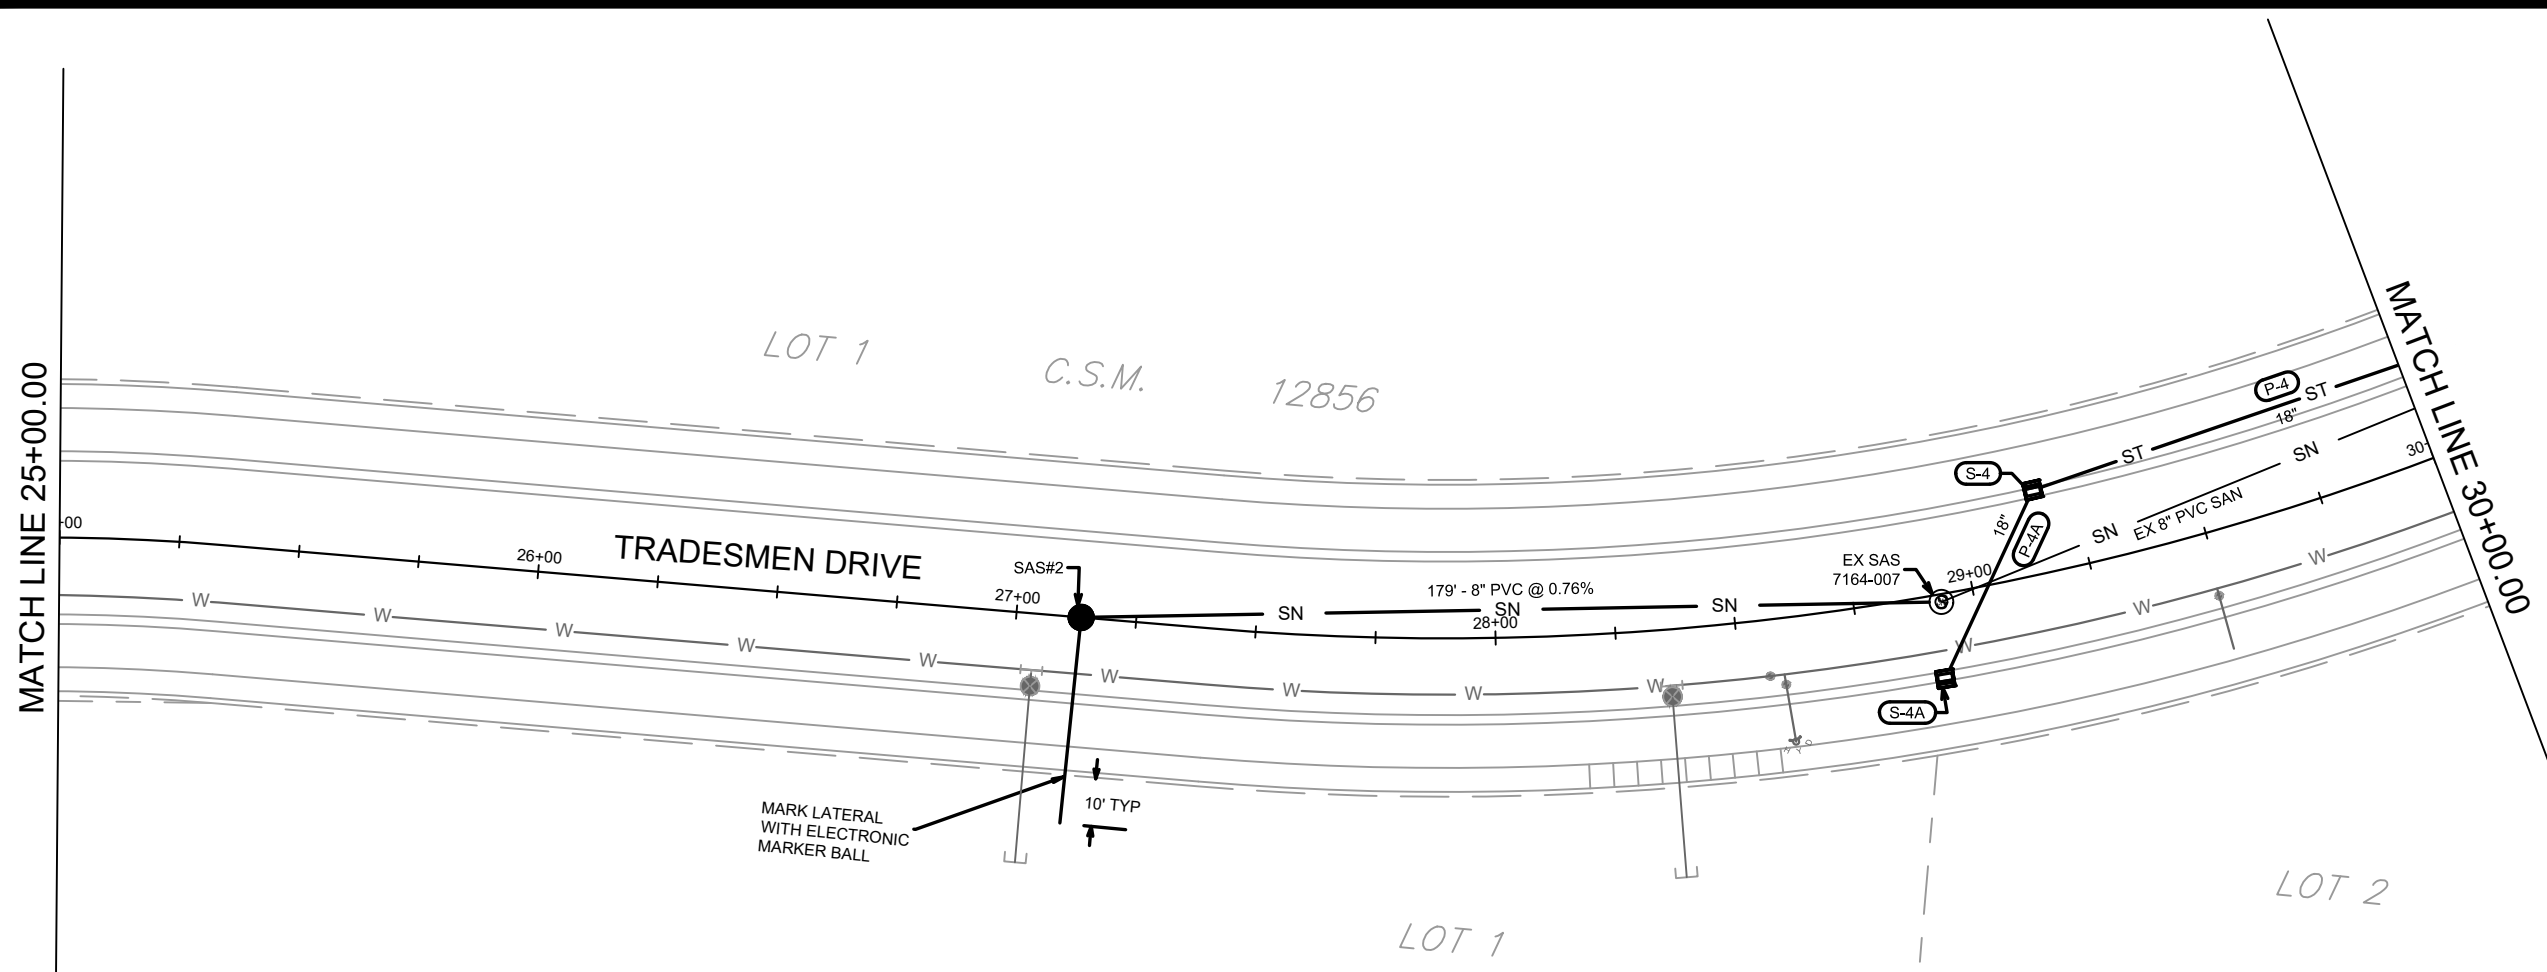 MATCH LINE 25+00.00
MATCH LINE 30+00.00
LOT 1
C.S.M.
12856
-00
26+00
TRADESMEN DRIVE
SAS#2
27+00
179' - 8" PVC @ 0.76%
SN
SN
SN
28+00
EX SAS
7164-007
29+00
S-4
18"
P-4A
ST
P-4
ST
18"
SN
EX 8" PVC SAN
SN
30-
W
W
W
W
W
W
W
W
W
W
W
W
S-4A
HYD
MARK LATERAL
WITH ELECTRONIC
MARKER BALL
10' TYP
LOT 1
LOT 2